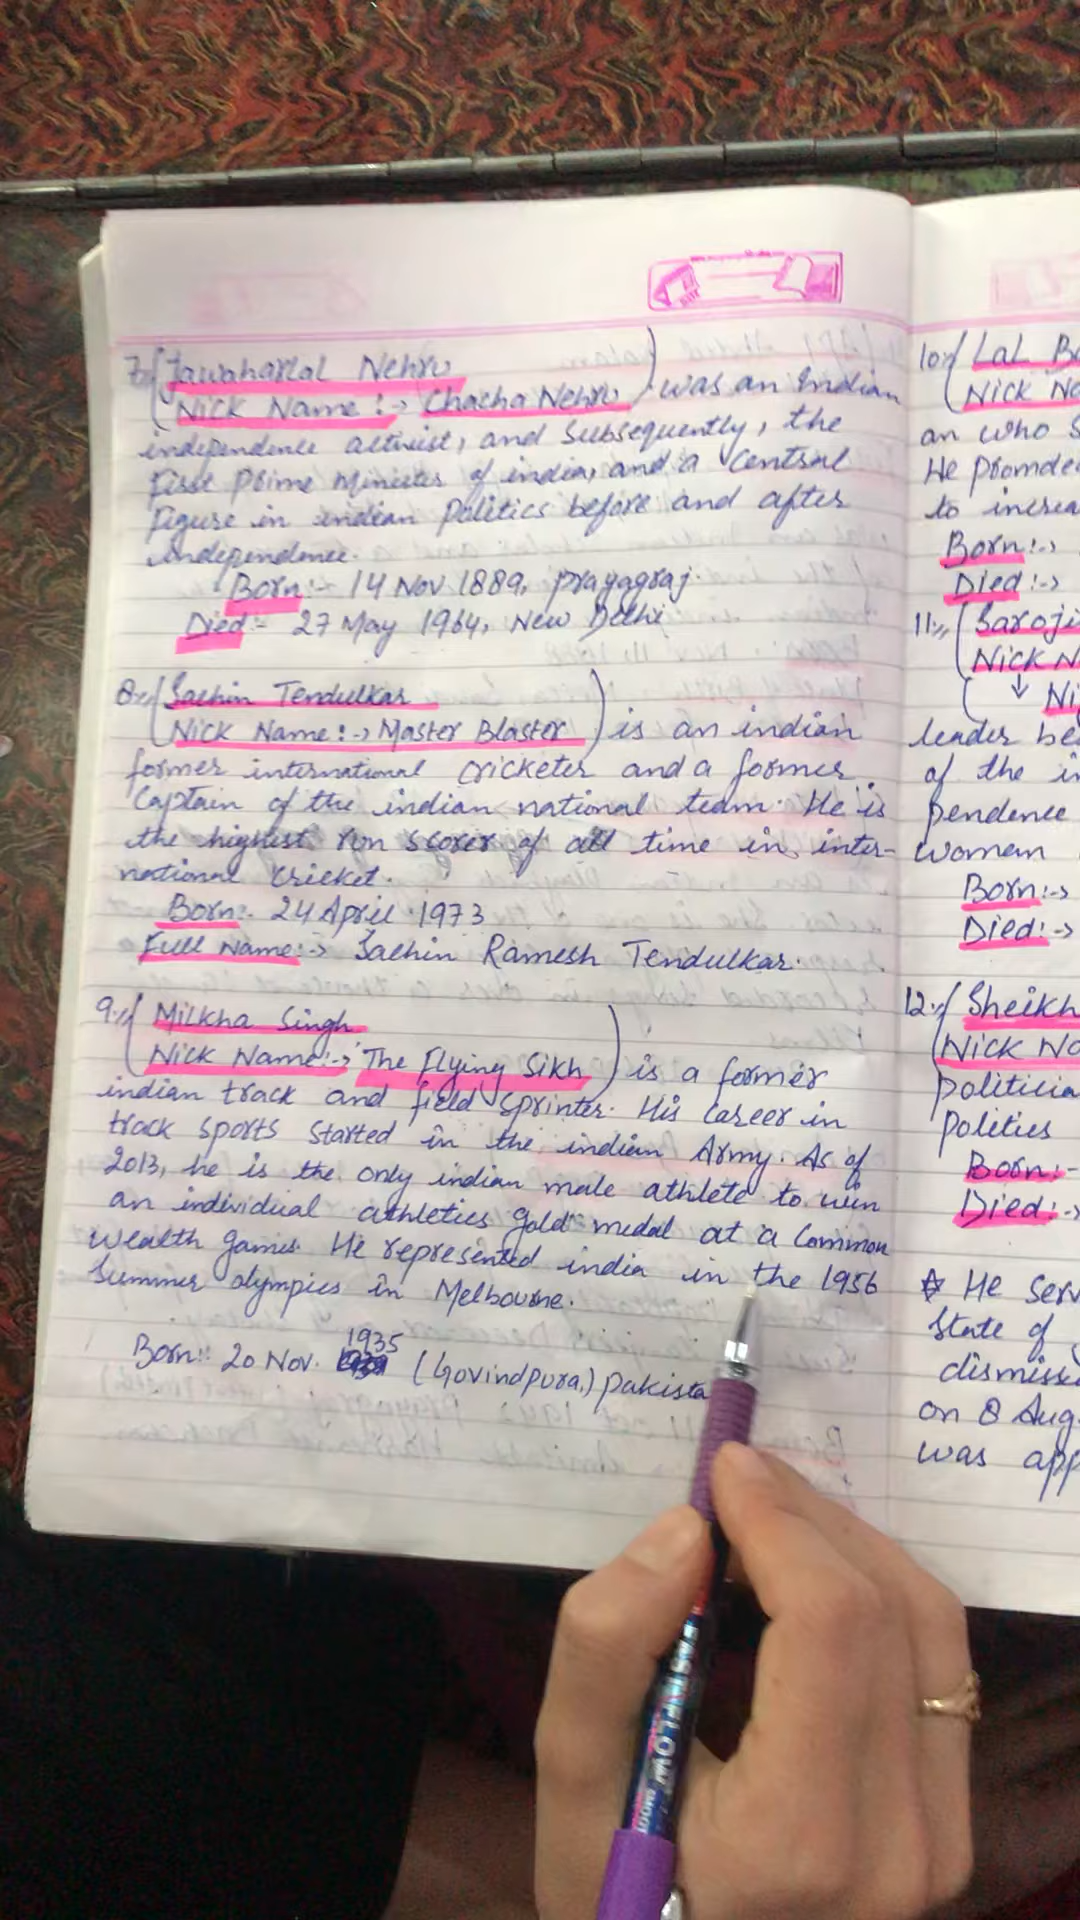 7:-( Jawaharlal Nehru
Nick Name :-> Chacha Nehru ) was an Indian
independence activist, and subsequently, the
First Prime Minister of india, and a Central
Figure in indian Politics before and after
independence.
Born:- 14 Nov 1889, Prayagraj.
Died:- 27 May 1964, New Delhi
8:-( Sachin Tendulkar
Nick Name:-> Master Blaster ) is an indian
former international cricketer and a former
Captain of the indian national team. He is
the highest run scorer of all time in inter-
national cricket.
Born:- 24 April 1973
Full Name:-> Sachin Ramesh Tendulkar.
9:-( Milkha Singh
Nick Name:-> The Flying Sikh ) is a former
indian track and field sprinter. His career in
track sports started in the indian Army. As of
2013, he is the only indian male athlete to win
an individual athletics gold medal at a Common
wealth games. He represented india in the 1956
Summer olympics in Melbourne.
1935
Born:- 20 Nov. (Govindpura,) Pakista
10:-( Lal B
Nick Na
an who s
He promote
to increa
Born:->
Died:->
11:-( Saroji
Nick N
Ni
leader be
of the i
pendence
woman
Born:->
Died:->
12:-( Sheikh
Nick Na
Politicia
Politics
Born:-
Died:->
He serv
State of
dismiss
on 8 Aug
was app
FASTFLOW